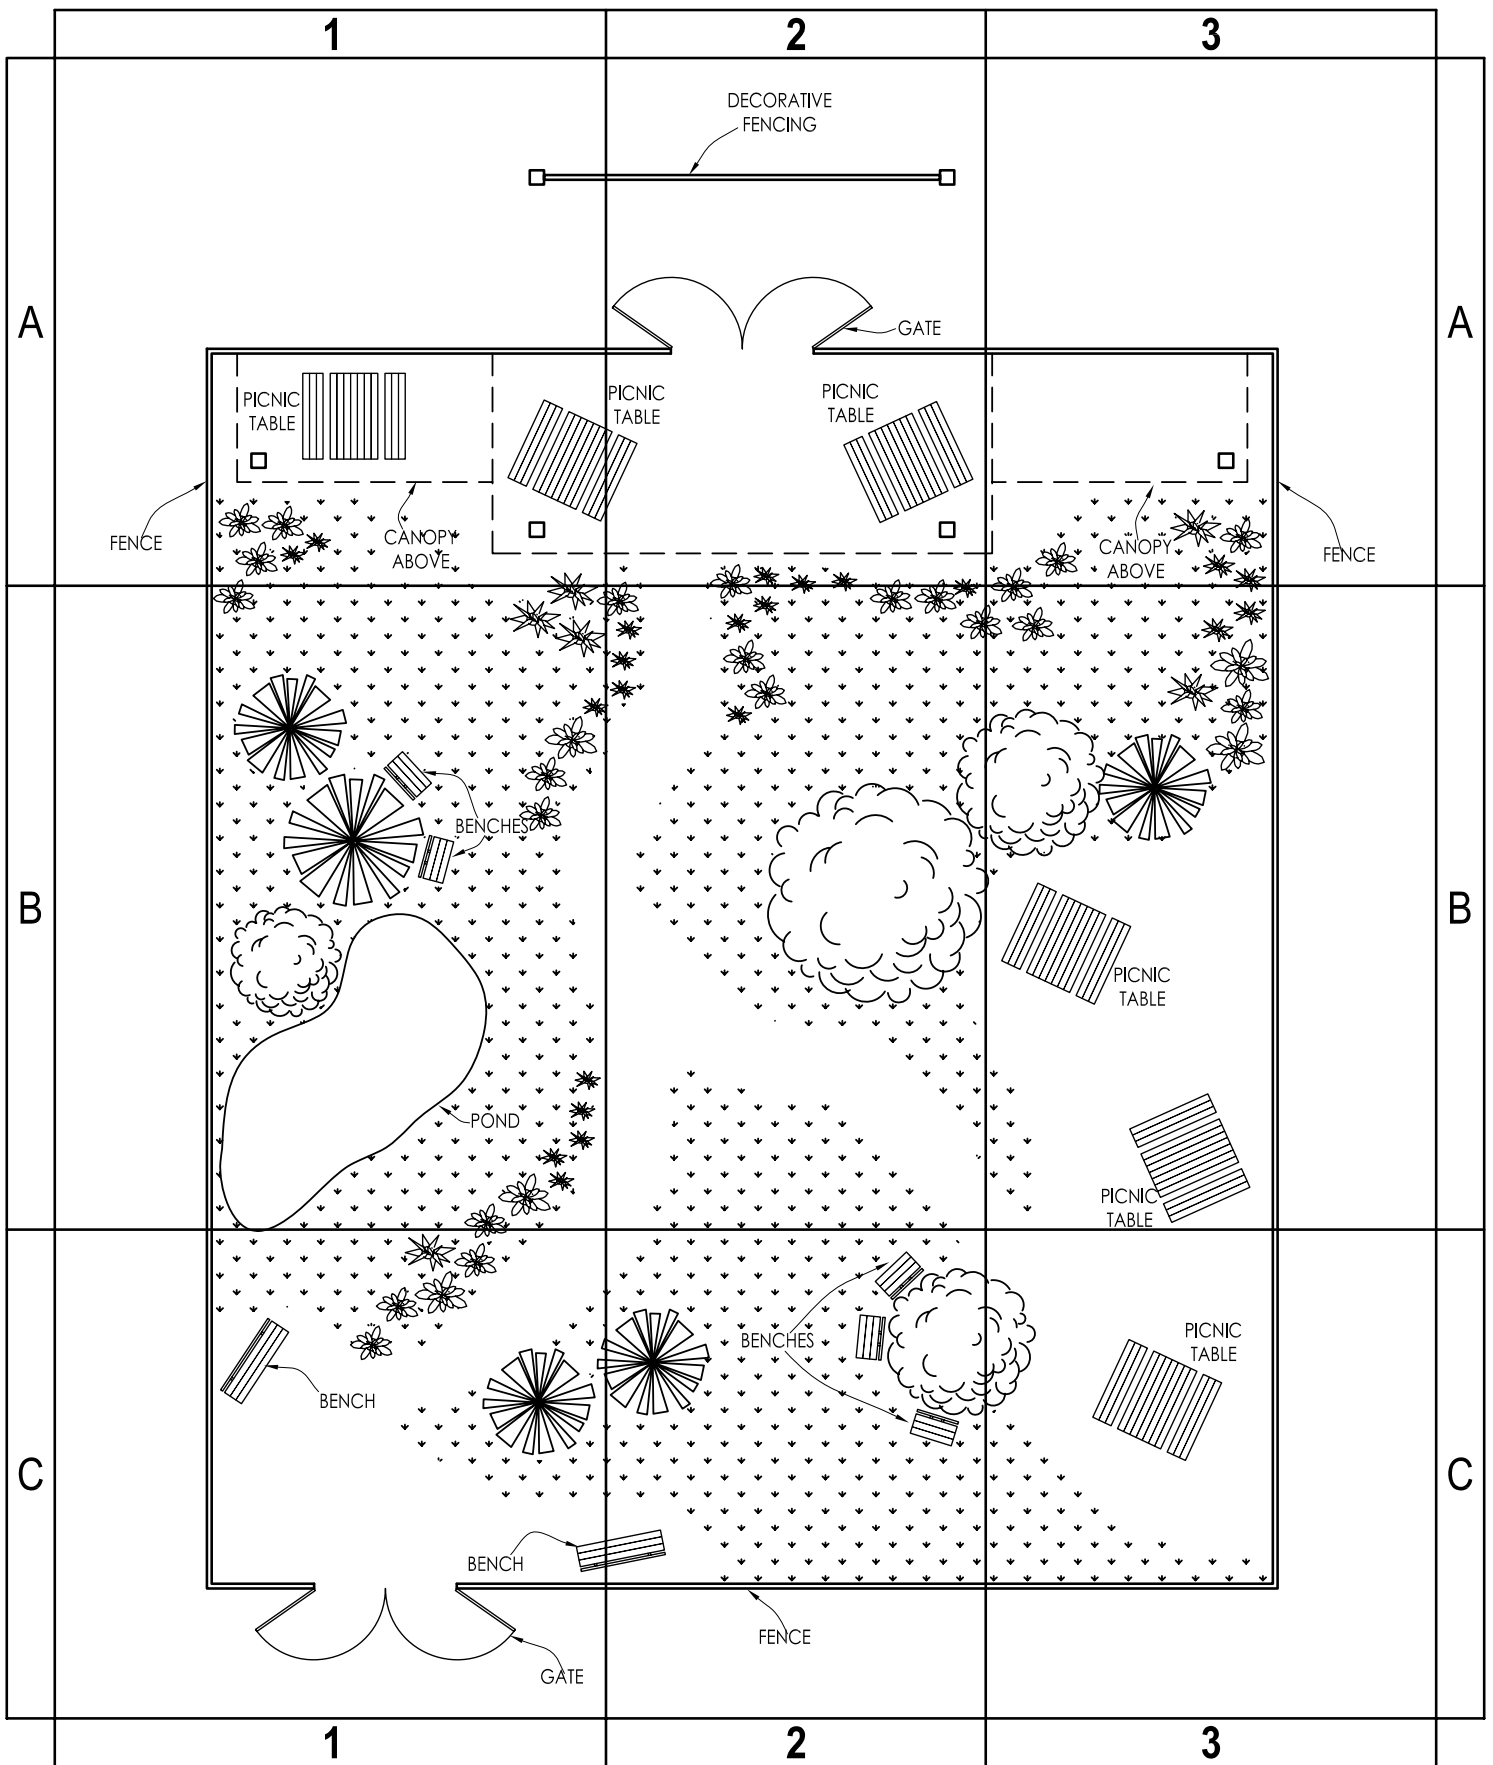 1
2
3
DECORATIVE
FENCING
A
A
GATE
PICNIC
TABLE
PICNIC
TABLE
PICNIC
TABLE
FENCE
CANOPY
ABOVE
CANOPY
ABOVE
FENCE
BENCHES
B
B
PICNIC
TABLE
POND
PICNIC
TABLE
BENCHES
PICNIC
TABLE
BENCH
C
C
BENCH
FENCE
GATE
1
2
3